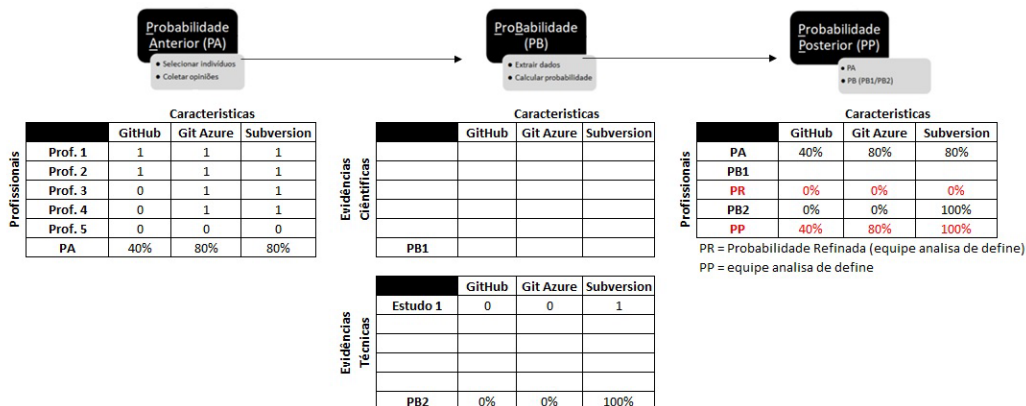 Probabilidade
Anterior (PA)
• Selecionar indivíduos
• Coletar opiniões
ProBabilidade
(PB)
• Extrair dados
• Calcular probabilidade
Probabilidade
Posterior (PP)
• PA
• PB (PB1/PB2)
Caracteristicas
GitHub Git Azure Subversion
Profissionais
Prof. 1 1 1 1
Prof. 2 1 1 1
Prof. 3 0 1 1
Prof. 4 0 1 1
Prof. 5 0 0 0
PA 40% 80% 80%
Caracteristicas
GitHub Git Azure Subversion
Evidências
Ciêntíficas
PB1
GitHub Git Azure Subversion
Evidências
Técnicas
Estudo 1 0 0 1
PB2 0% 0% 100%
Caracteristicas
GitHub Git Azure Subversion
Profissionais
PA 40% 80% 80%
PB1
PR 0% 0% 0%
PB2 0% 0% 100%
PP 40% 80% 100%
PR = Probabilidade Refinada (equipe analisa de define)
PP = equipe analisa de define